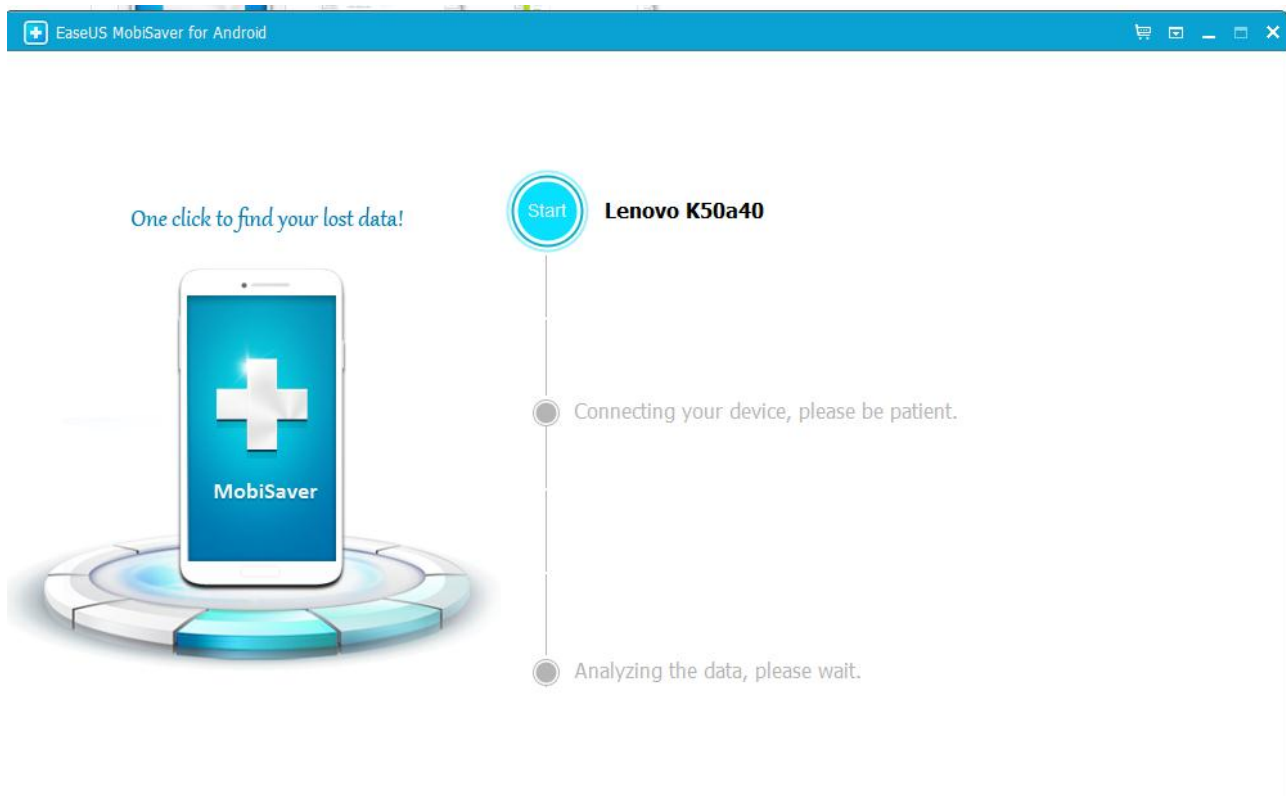 EaseUS MobiSaver for Android
One click to find your lost data!
Start
Lenovo K50a40
Connecting your device, please be patient.
MobiSaver
Analyzing the data, please wait.